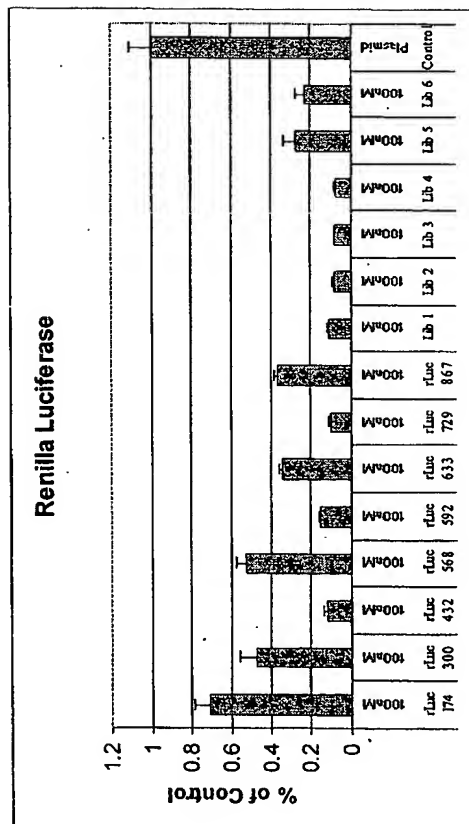 Renilla Luciferase
% of Control
1.2
1
0.8
0.6
0.4
0.2
0
100nM 100nM 100nM 100nM 100nM 100nM 100nM 100nM 100nM 100nM 100nM 100nM 100nM 100nM Plasmid
rLuc rLuc rLuc rLuc rLuc rLuc rLuc rLuc Lib 1 Lib 2 Lib 3 Lib 4 Lib 5 Lib 6 Control
174 300 432 568 592 633 729 867